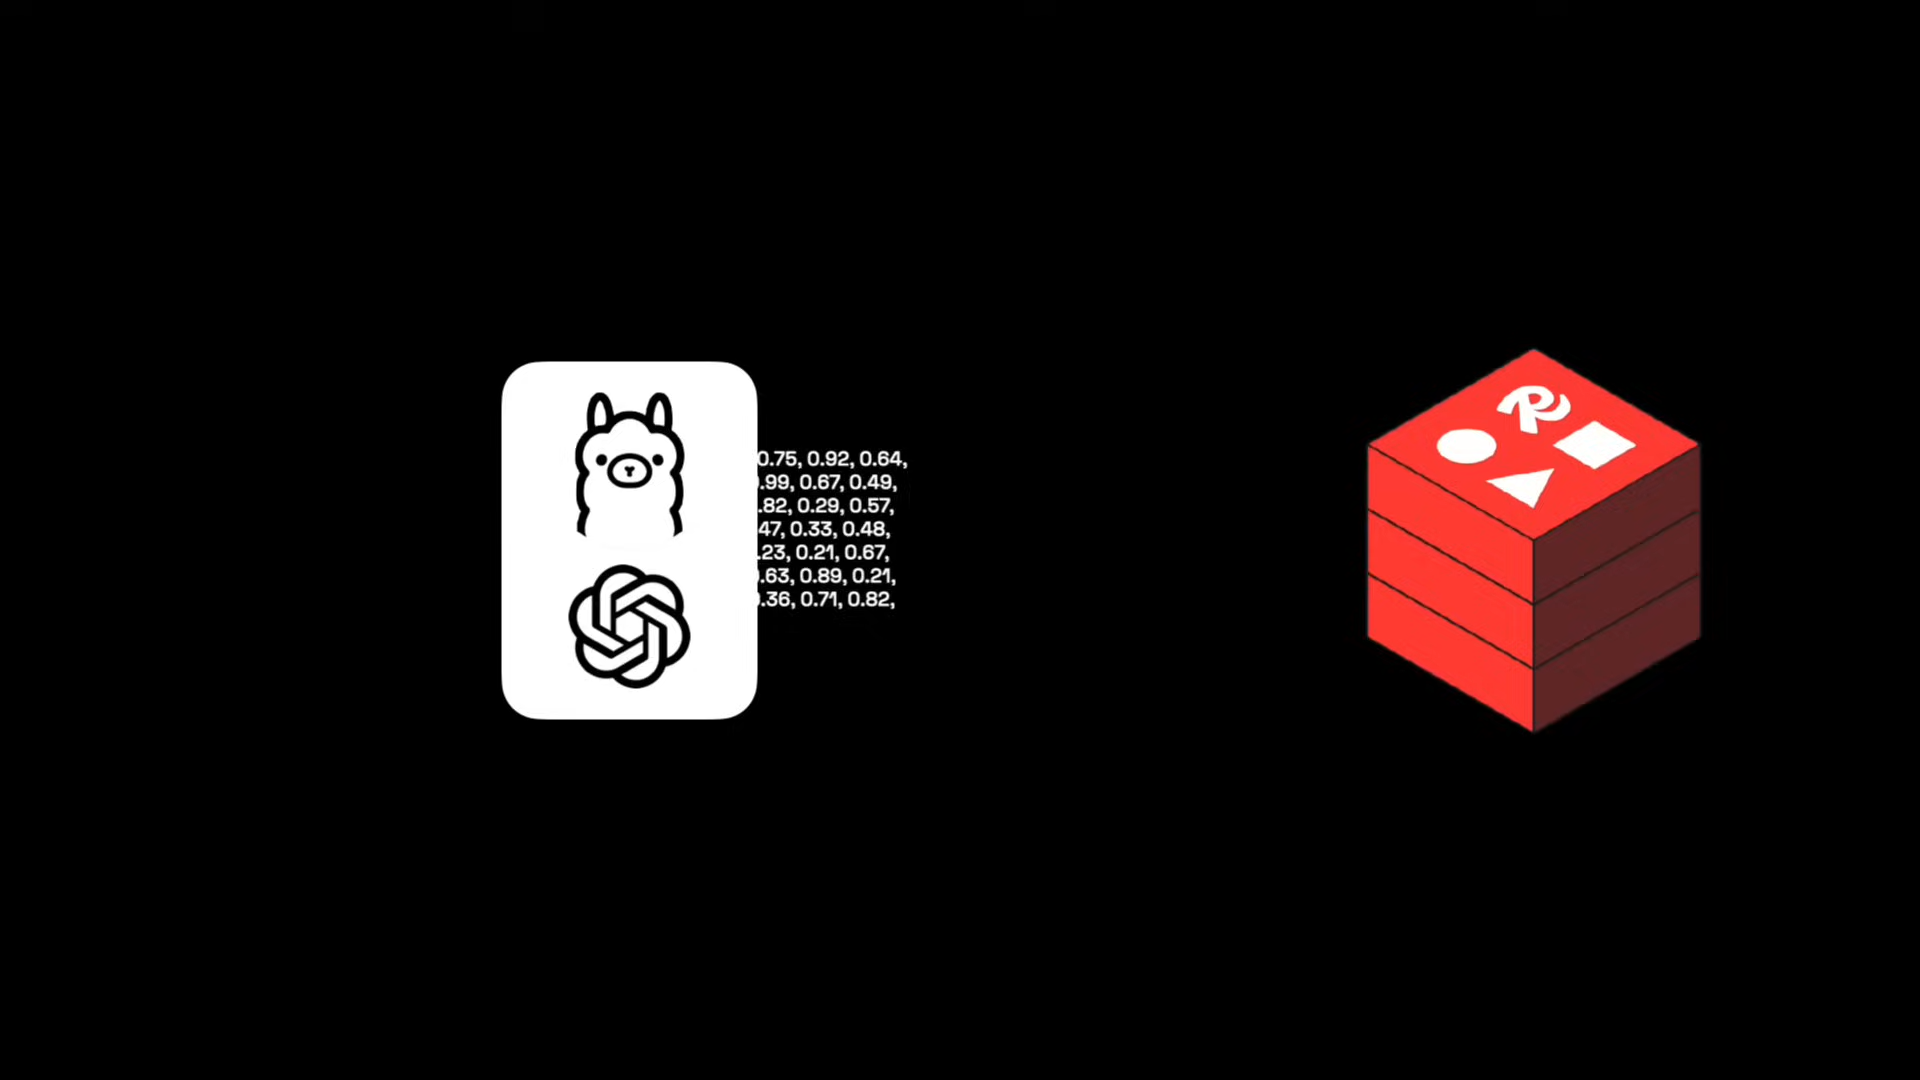 0.75, 0.92, 0.64,
.99, 0.67, 0.49,
.82, 0.29, 0.57,
47, 0.33, 0.48,
.23, 0.21, 0.67,
.63, 0.89, 0.21,
.36, 0.71, 0.82,